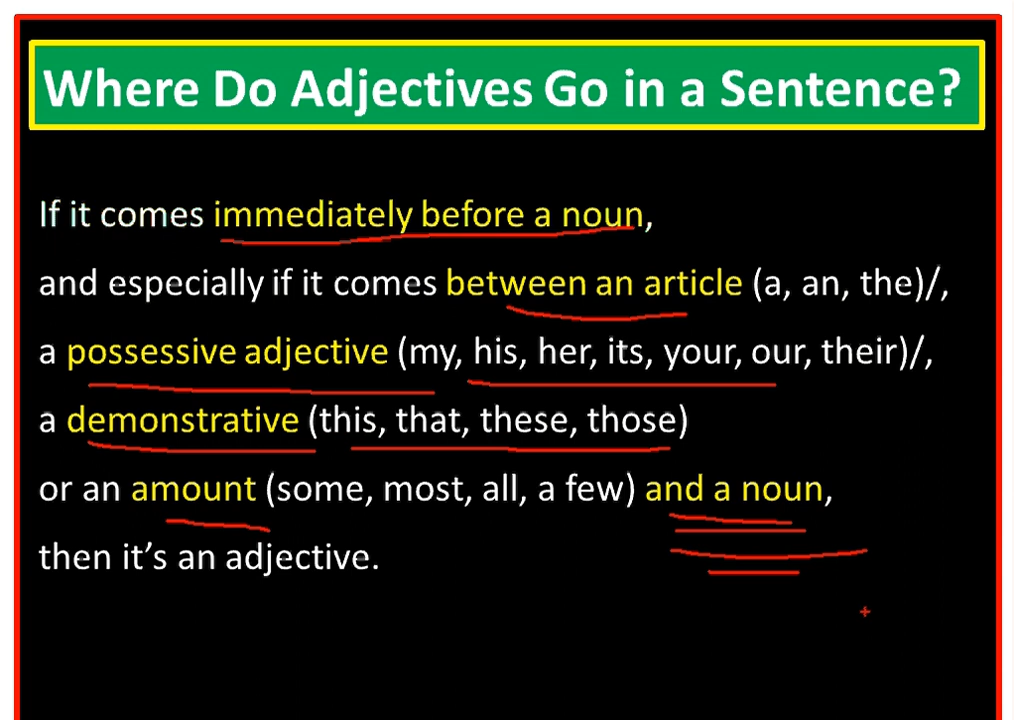 Where Do Adjectives Go in a Sentence?
If it comes immediately before a noun,
and especially if it comes between an article (a, an, the)/,
a possessive adjective (my, his, her, its, your, our, their)/,
a demonstrative (this, that, these, those)
or an amount (some, most, all, a few) and a noun,
then it’s an adjective.